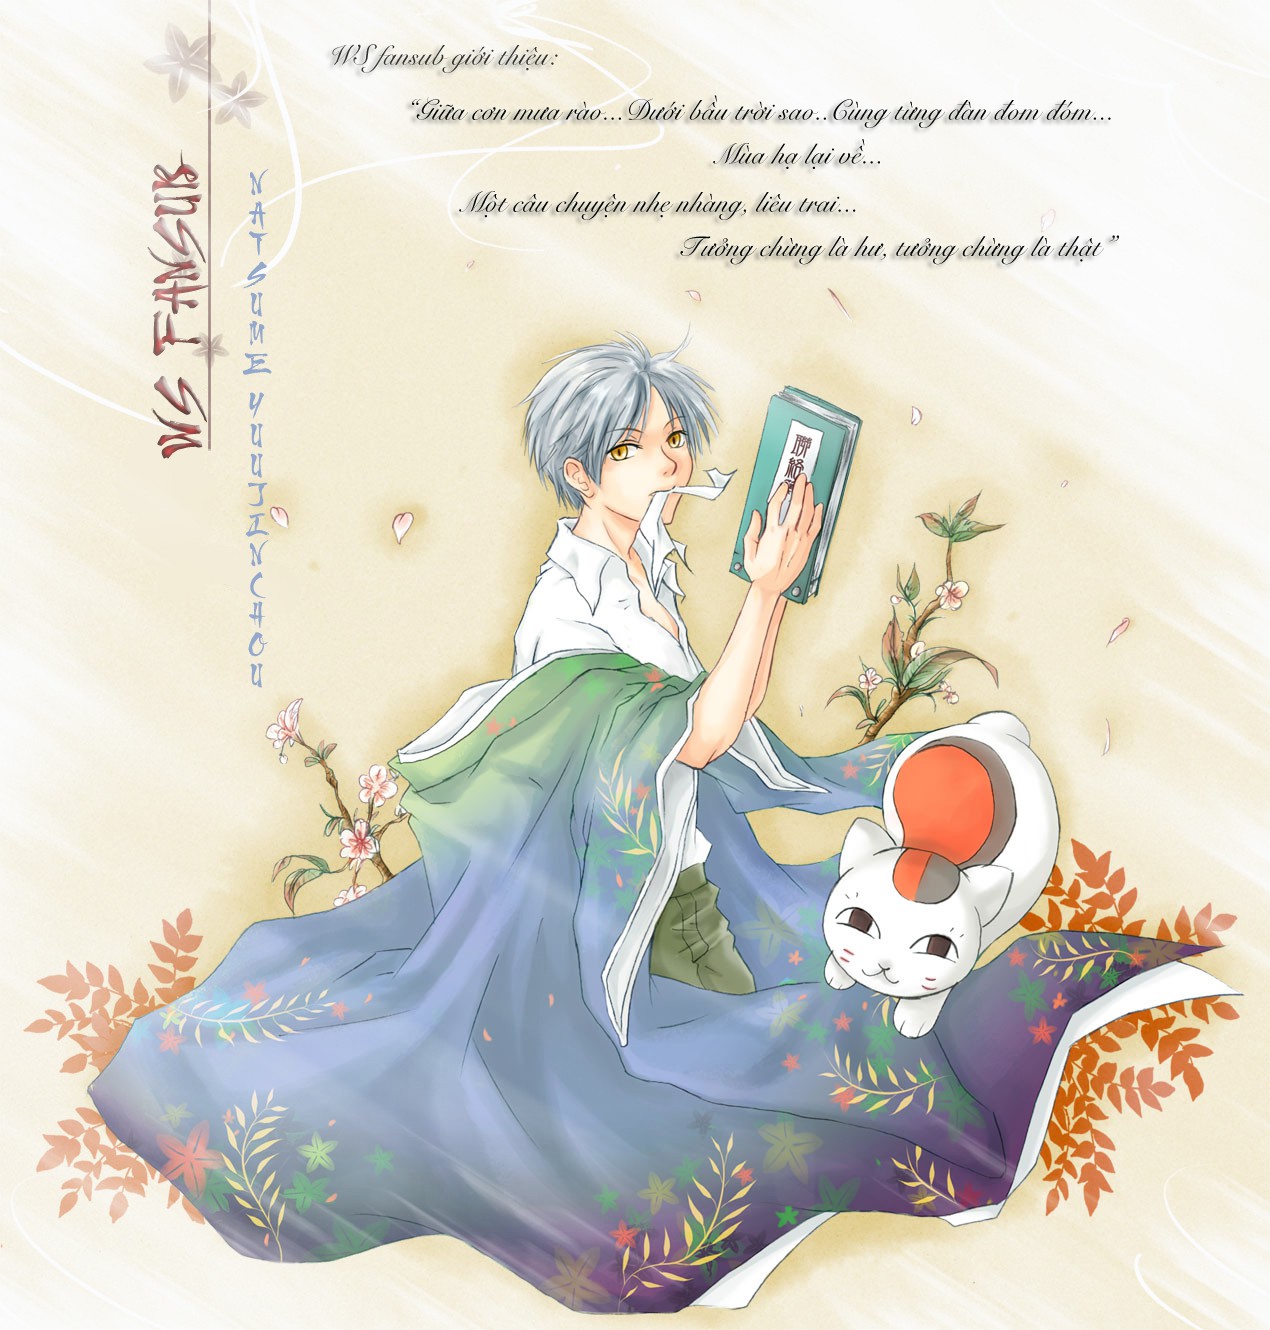 WS fansub giới thiệu:
“Giữa cơn mưa rào...Dưới bầu trời sao..Cùng từng đàn đom đóm...
Mùa hạ lại về...
Một câu chuyện nhẹ nhàng, liêu trai...
Tưởng chừng là hư, tưởng chừng là thật”
WS FANSUB
NATSUME YUUJINCHOU
聯絡